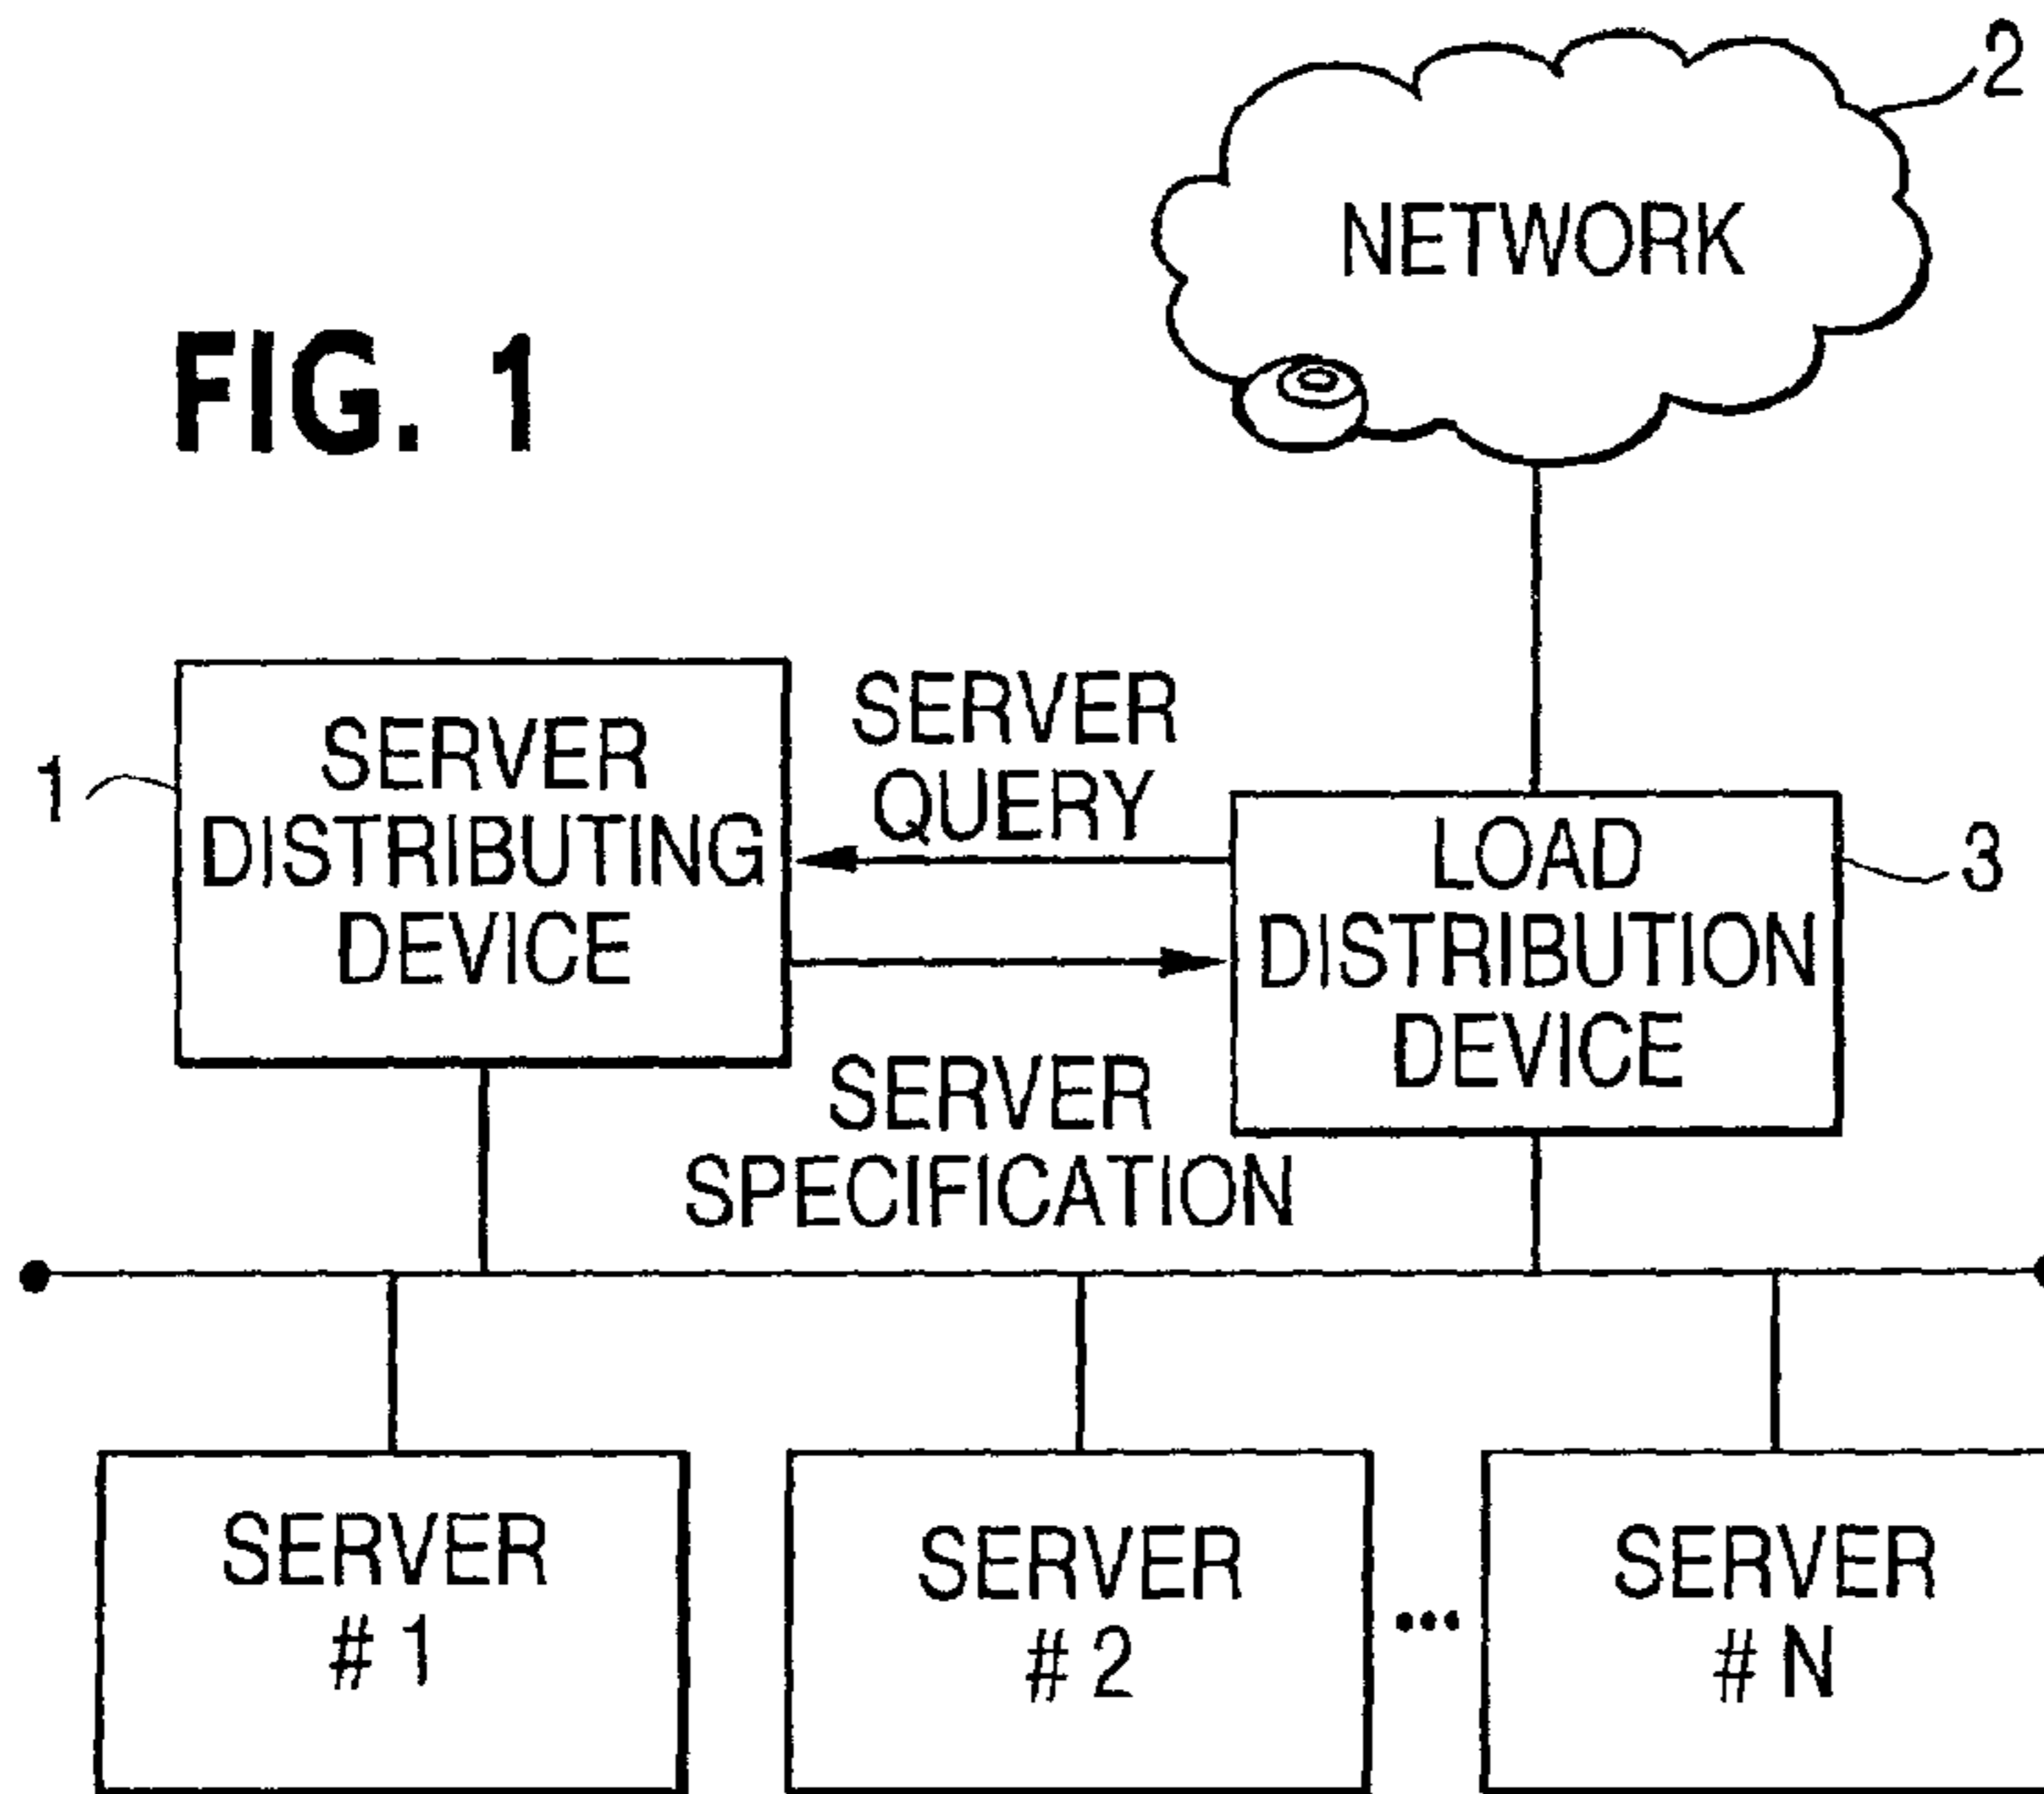 2
NETWORK
FIG. 1
SERVER
QUERY
1
SERVER
DISTRIBUTING
DEVICE
LOAD
DISTRIBUTION
DEVICE
3
SERVER
SPECIFICATION
SERVER
# 1
SERVER
# 2
...
SERVER
# N